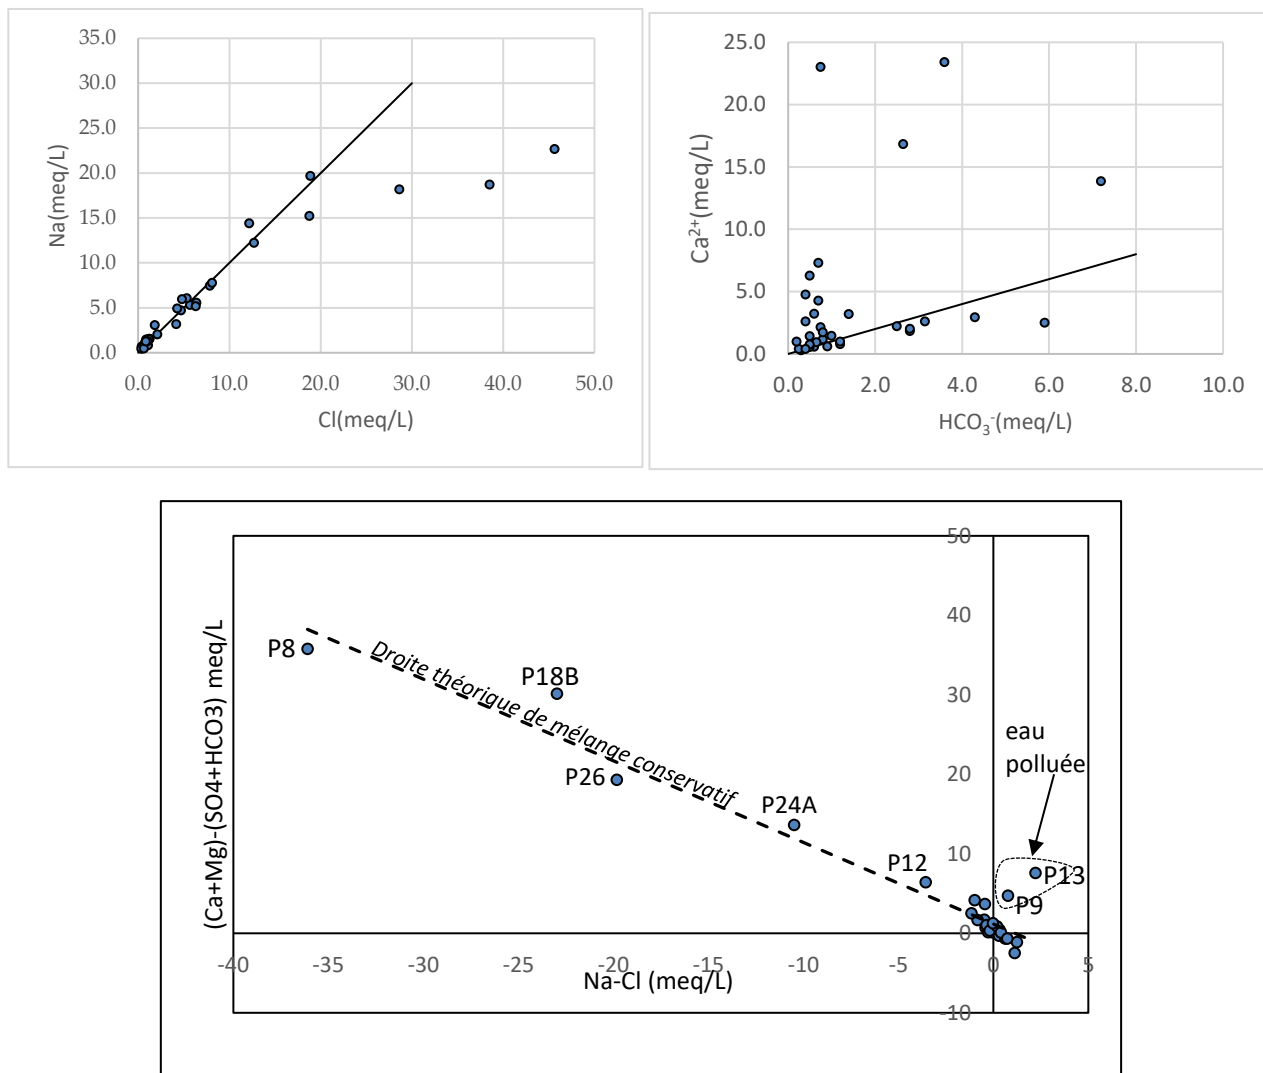 35.0
30.0
25.0
20.0
15.0
10.0
5.0
0.0
0.0 10.0 20.0 30.0 40.0 50.0
Na(meq/L)
Cl(meq/L)
25.0
20.0
15.0
10.0
5.0
0.0
0.0 2.0 4.0 6.0 8.0 10.0
Ca²⁺(meq/L)
HCO₃⁻(meq/L)
50
40
30
20
10
0
-10
-40 -35 -30 -25 -20 -15 -10 -5 0 5
(Ca+Mg)-(SO4+HCO3) meq/L
Na-Cl (meq/L)
Droite théorique de mélange conservatif
P8
P18B
P26
P24A
P12
eau
polluée
P13
P9